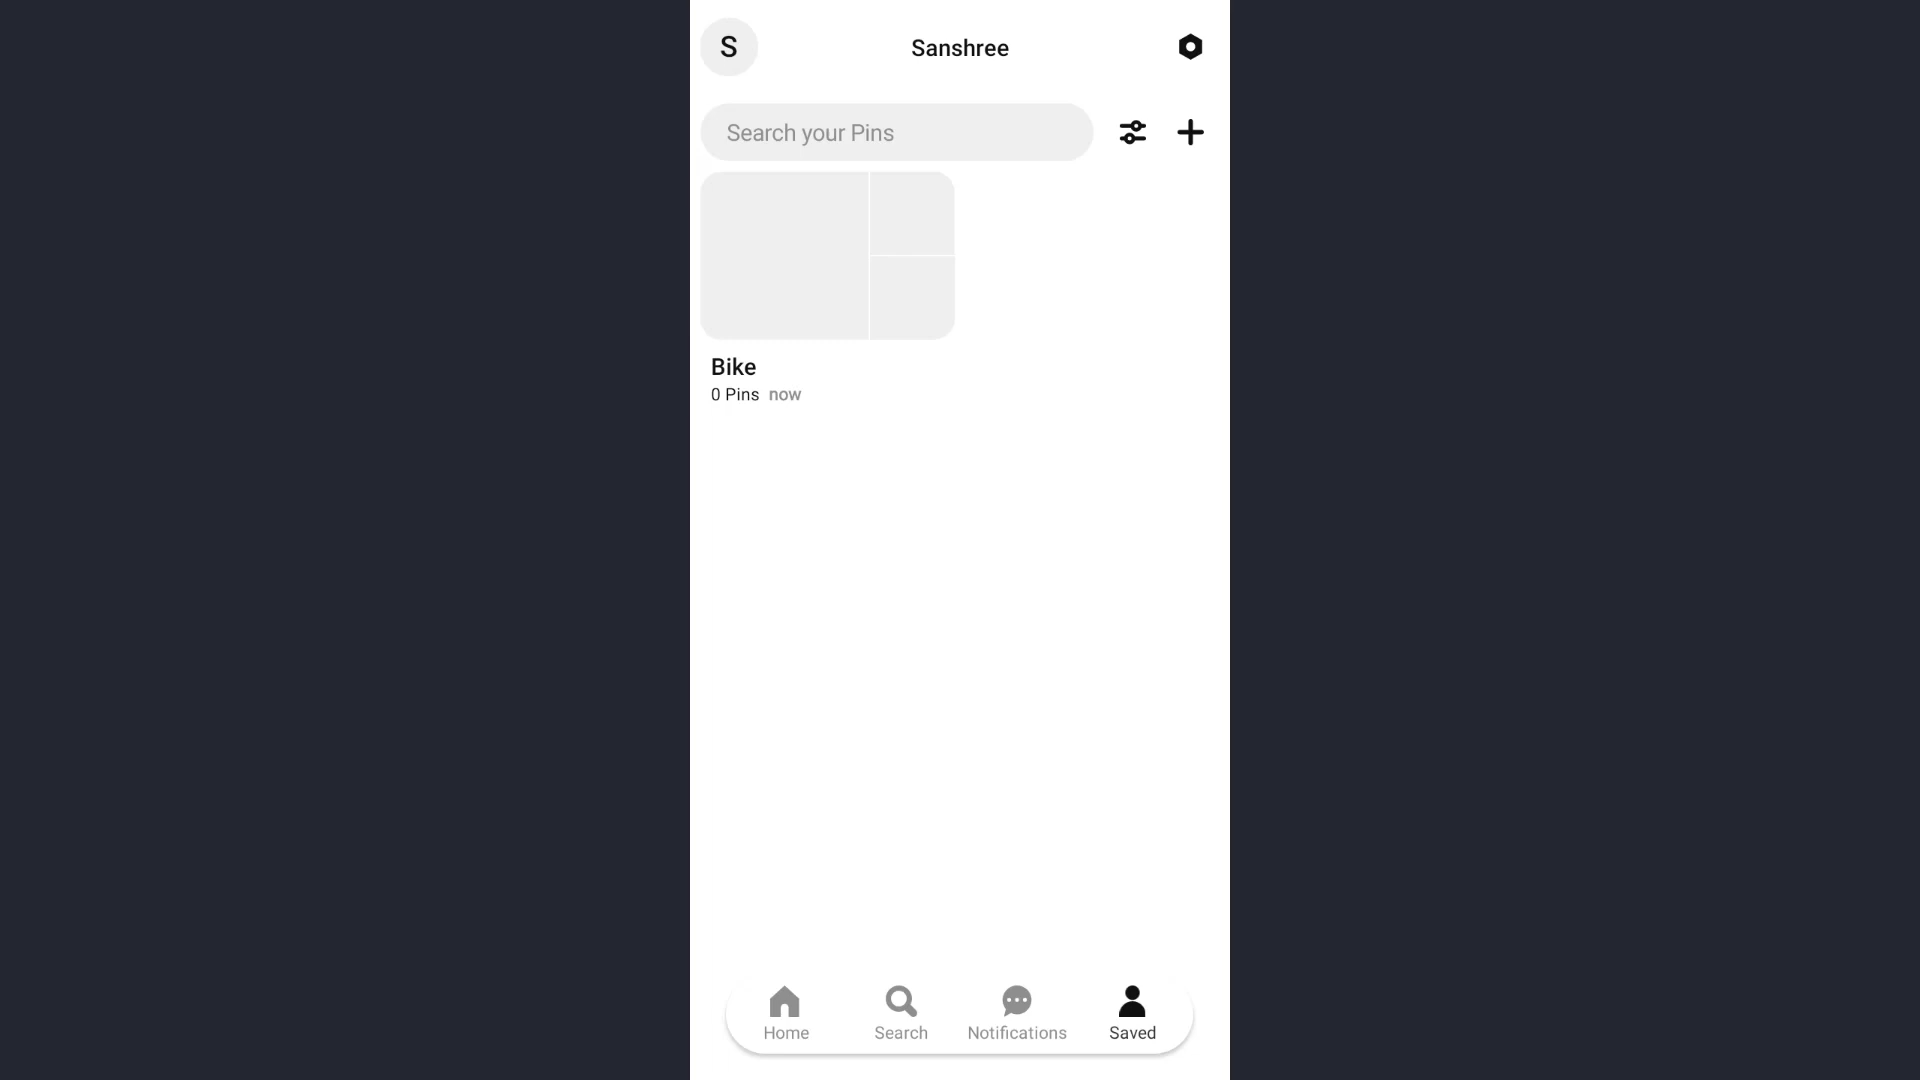 S
Sanshree
Search your Pins
Bike
0 Pins now
Home Search Notifications Saved